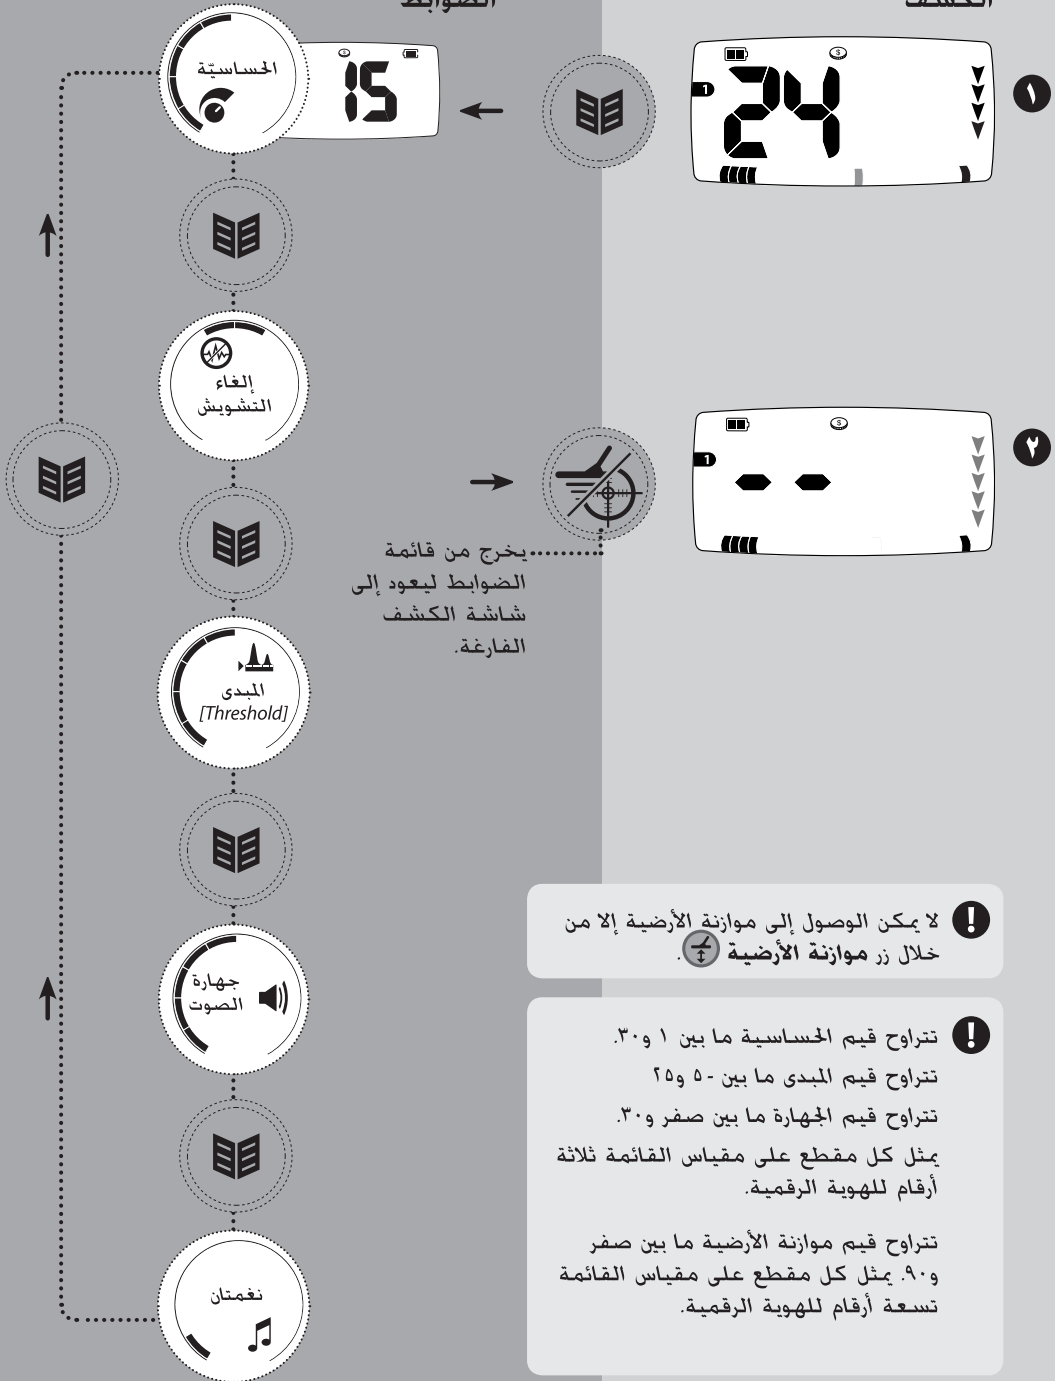 الكشف
الضوابط
١
1
24
15
الحساسيّة
إلغاء
التشويش
٢
1
- -
يخرج من قائمة
الضوابط ليعود إلى
شاشة الكشف
الفارغة.
المبدى
[Threshold]
جهارة
الصوت
نغمتان
! لا يمكن الوصول إلى موازنة الأرضية إلا من
خلال زر موازنة الأرضية .
! تتراوح قيم الحساسية ما بين ١ و٣٠.
تتراوح قيم المبدى ما بين -٥ و٢٥
تتراوح قيم الجهارة ما بين صفر و٣٠.
يمثل كل مقطع على مقياس القائمة ثلاثة
أرقام للهوية الرقمية.
تتراوح قيم موازنة الأرضية ما بين صفر
و٩٠. يمثل كل مقطع على مقياس القائمة
تسعة أرقام للهوية الرقمية.